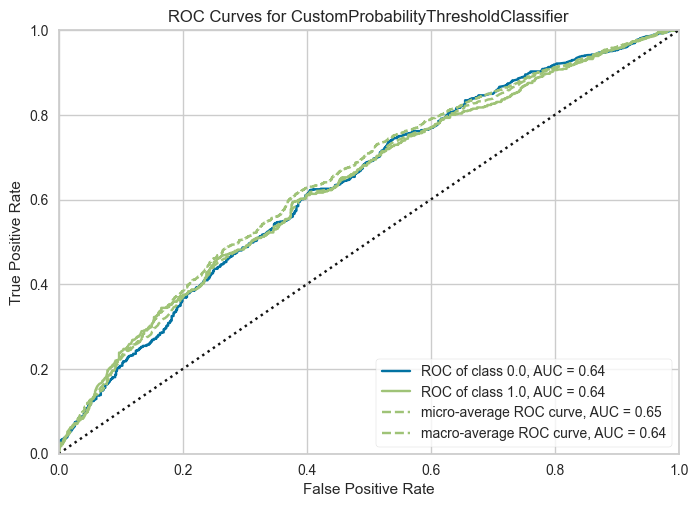 ROC Curves for CustomProbabilityThresholdClassifier
True Positive Rate
1.0
0.8
0.6
0.4
0.2
0.0
ROC of class 0.0, AUC = 0.64
ROC of class 1.0, AUC = 0.64
micro-average ROC curve, AUC = 0.65
macro-average ROC curve, AUC = 0.64
0.0 0.2 0.4 0.6 0.8 1.0
False Positive Rate